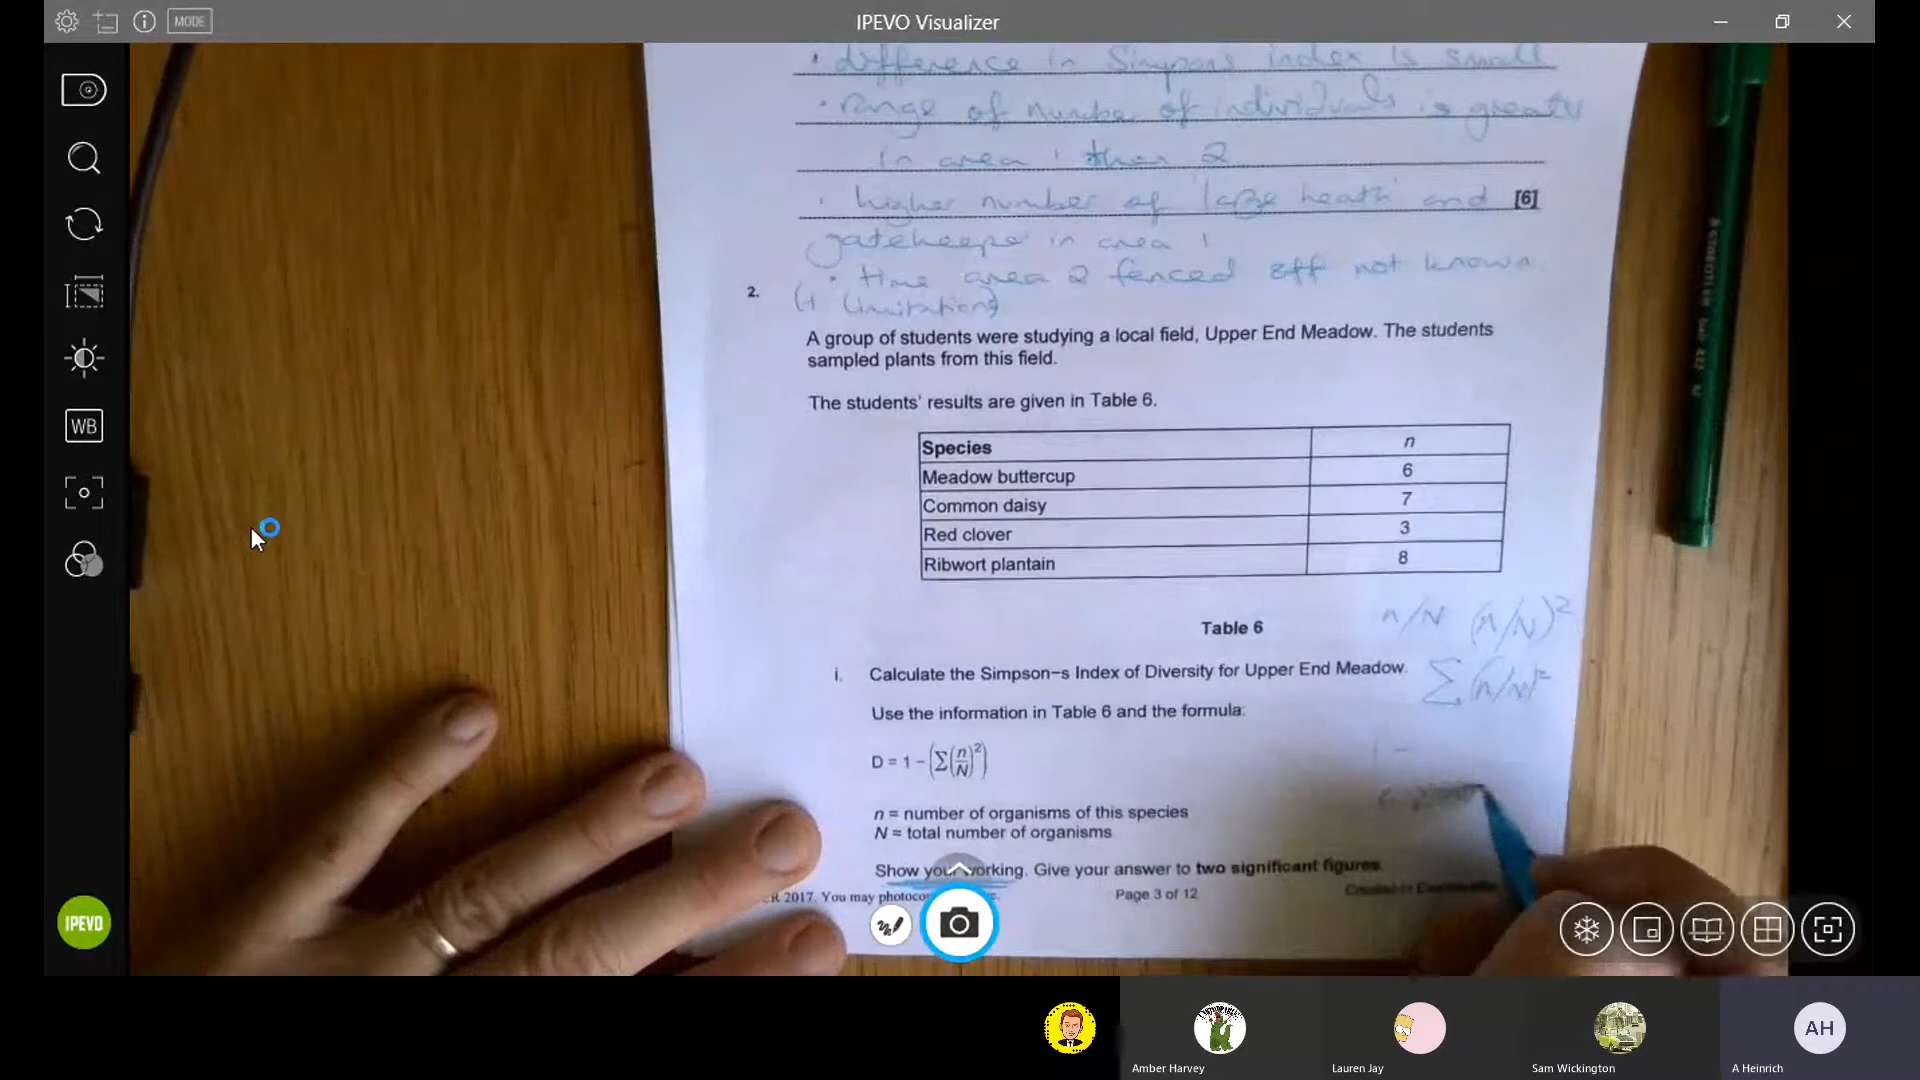 MODE
IPEVO Visualizer
• difference in Simpson's index is small
• range of number of individuals is greater
in area 1 than 2
• higher number of 'large heath' and [6]
gatekeeper in area 1
• time area 2 fenced off not known
(+ Limitations)
2.
A group of students were studying a local field, Upper End Meadow. The students
sampled plants from this field.
The students' results are given in Table 6.
Species n
Meadow buttercup 6
Common daisy 7
Red clover 3
Ribwort plantain 8
n/N (n/N)²
Table 6
i. Calculate the Simpson–s Index of Diversity for Upper End Meadow.
Σ(n/N)²
Use the information in Table 6 and the formula:
1 -
D = 1 – (Σ(n/N)²)
n = number of organisms of this species
N = total number of organisms
Show your working. Give your answer to two significant figures.
2017. You may photoco Page 3 of 12
WB
IPEVO
STAEDTLER
AH
Amber Harvey Lauren Jay Sam Wickington A Heinrich